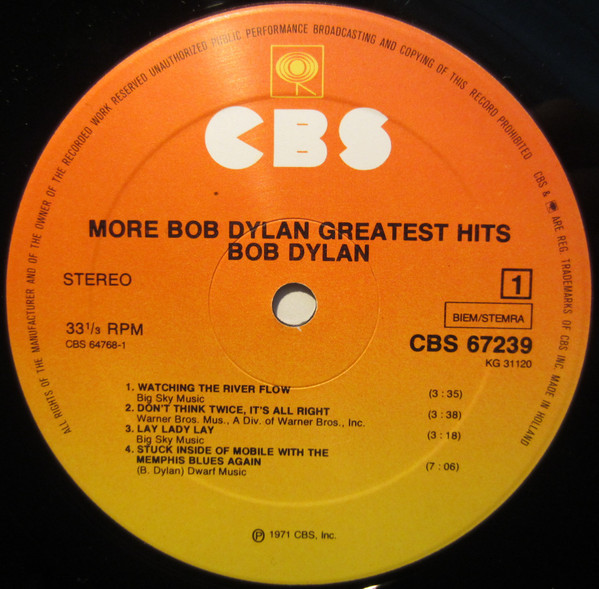 ALL RIGHTS OF THE MANUFACTURER AND OF THE OWNER OF THE RECORDED WORK RESERVED UNAUTHORIZED PUBLIC PERFORMANCE BROADCASTING AND COPYING OF THIS RECORD PROHIBITED CBS & ARE REG. TRADEMARKS OF CBS INC. MADE IN HOLLAND
CBS
MORE BOB DYLAN GREATEST HITS
BOB DYLAN
STEREO
1
BIEM/STEMRA
33 1/3 RPM
CBS 67239
CBS 64768-1
KG 31120
1. WATCHING THE RIVER FLOW
Big Sky Music (3 : 35)
2. DON'T THINK TWICE, IT'S ALL RIGHT
Warner Bros. Mus., A Div. of Warner Bros., Inc. (3 : 38)
3. LAY LADY LAY
Big Sky Music (3 : 18)
4. STUCK INSIDE OF MOBILE WITH THE
MEMPHIS BLUES AGAIN
(B. Dylan) Dwarf Music (7 : 06)
℗ 1971 CBS, Inc.